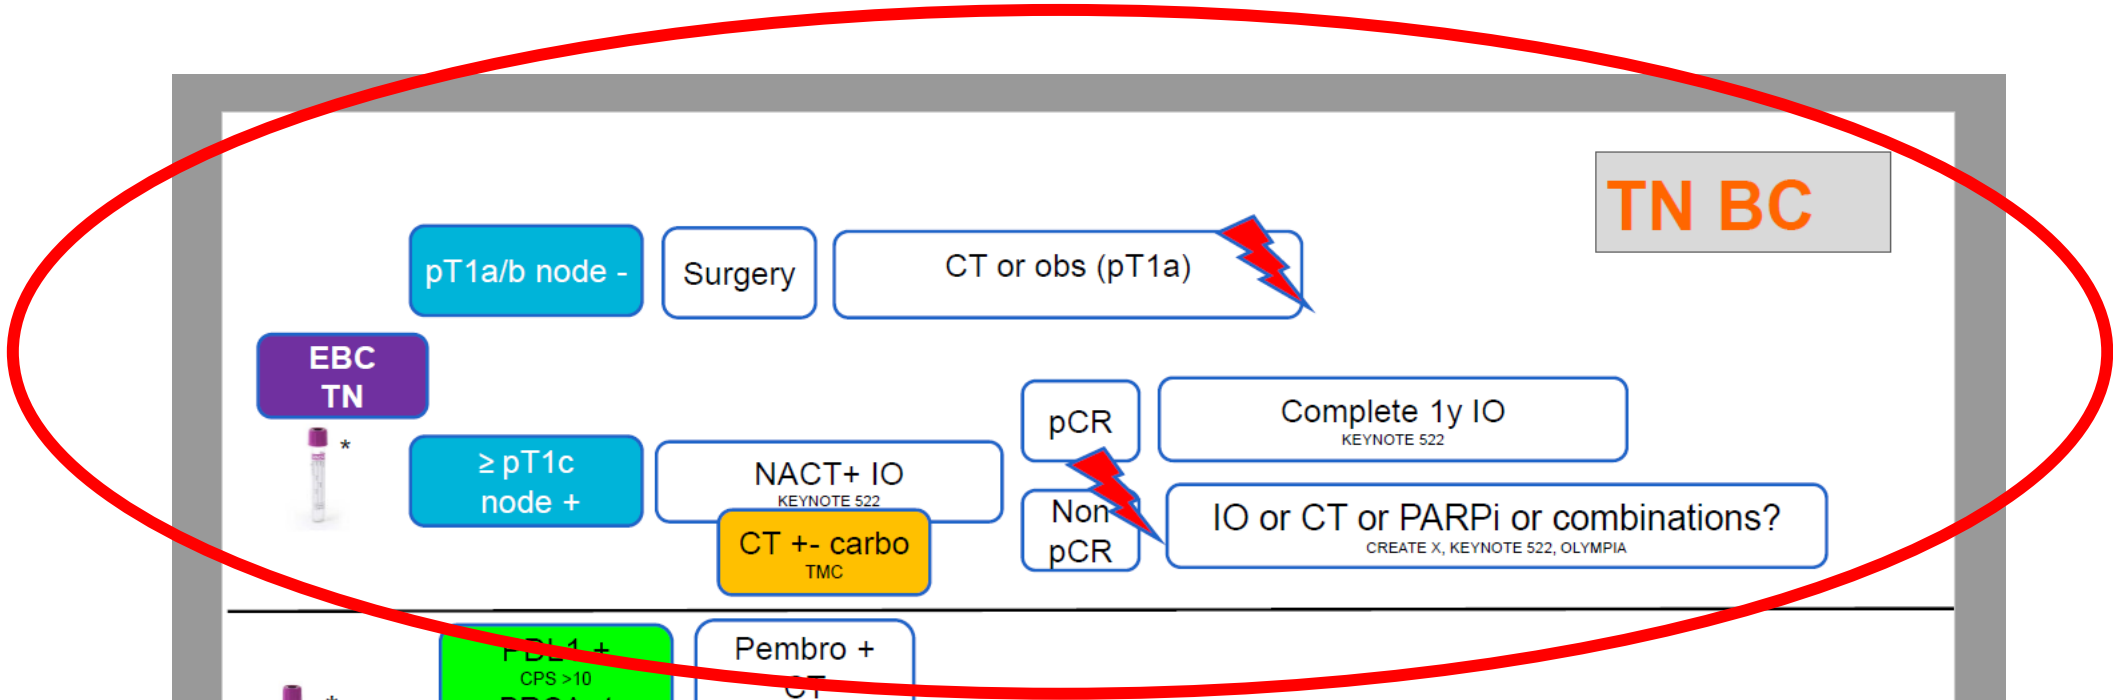 TN BC
pT1a/b node -
Surgery
CT or obs (pT1a)
EBC
TN
*
≥ pT1c
node +
NACT+ IO
KEYNOTE 522
CT +- carbo
TMC
pCR
Complete 1y IO
KEYNOTE 522
Non
pCR
IO or CT or PARPi or combinations?
CREATE X, KEYNOTE 522, OLYMPIA
PDL1 +
CPS >10
Pembro +
CT
*